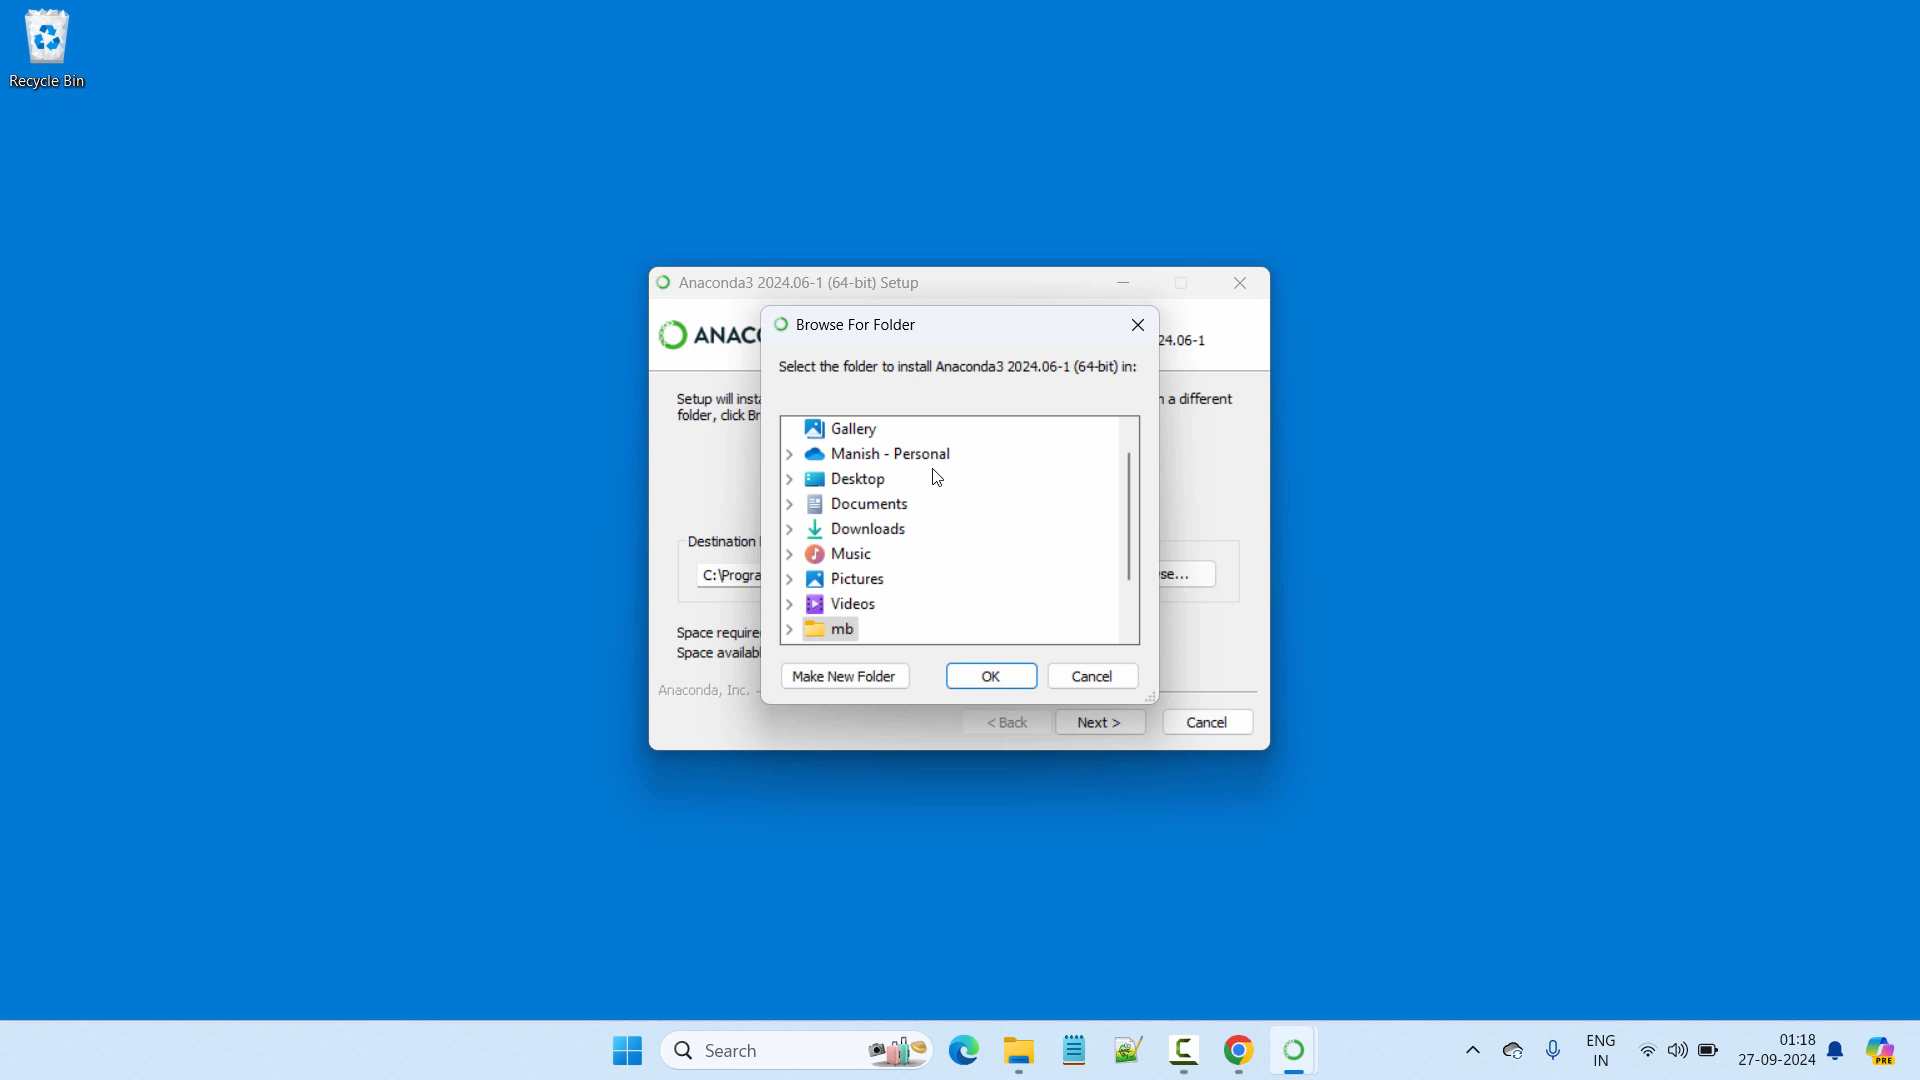 Recycle Bin
Anaconda3 2024.06-1 (64-bit) Setup
ANAC
24.06-1
Browse For Folder
Select the folder to install Anaconda3 2024.06-1 (64-bit) in:
Setup will insta
n a different
folder, click Br
Gallery
Manish - Personal
Desktop
Documents
Downloads
Music
Pictures
Videos
mb
Destination
C:\Progra
se...
Space require
Space availab
Make New Folder
OK
Cancel
Anaconda, Inc.
< Back
Next >
Cancel
Search
ENG
IN
01:18
27-09-2024
PRE